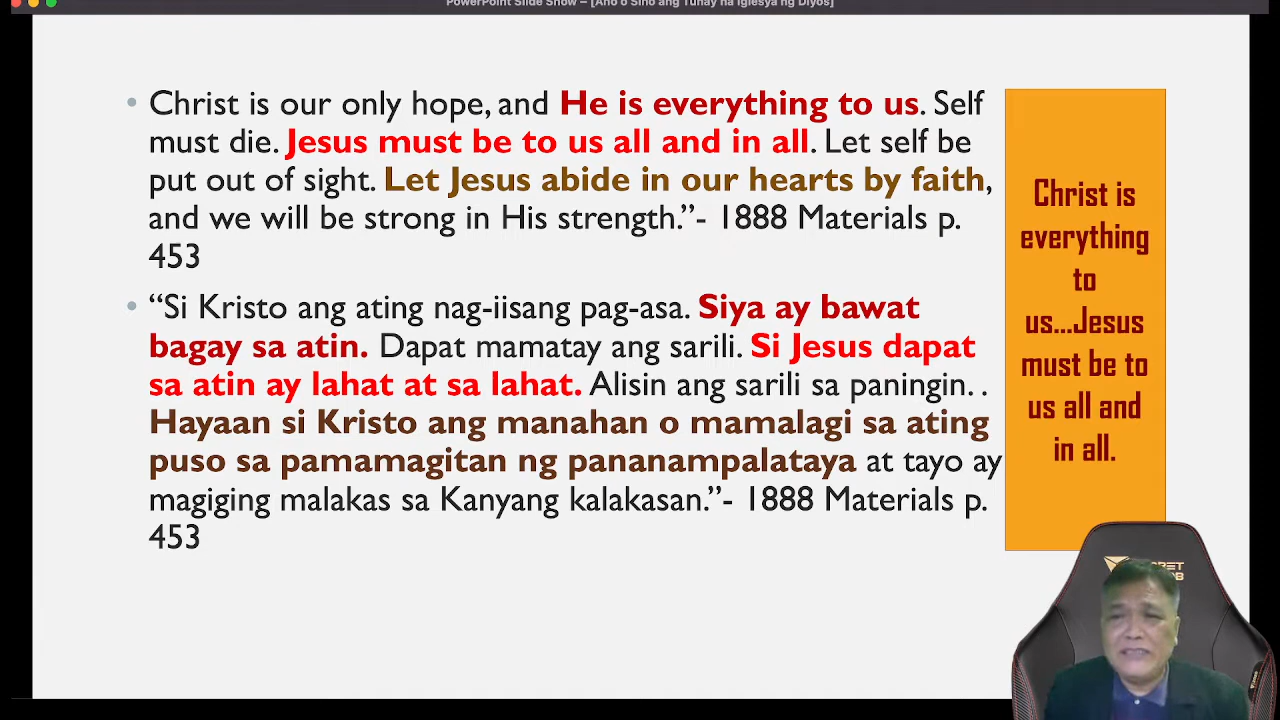 PowerPoint Slide Show – [Ano o Sino ang Tunay na Iglesya ng Diyos]
• Christ is our only hope, and He is everything to us. Self
must die. Jesus must be to us all and in all. Let self be
put out of sight. Let Jesus abide in our hearts by faith,
and we will be strong in His strength.”- 1888 Materials p.
453
• “Si Kristo ang ating nag-iisang pag-asa. Siya ay bawat
bagay sa atin. Dapat mamatay ang sarili. Si Jesus dapat
sa atin ay lahat at sa lahat. Alisin ang sarili sa paningin. .
Hayaan si Kristo ang manahan o mamalagi sa ating
puso sa pamamagitan ng pananampalataya at tayo ay
magiging malakas sa Kanyang kalakasan.”- 1888 Materials p.
453
Christ is
everything
to
us...Jesus
must be to
us all and
in all.